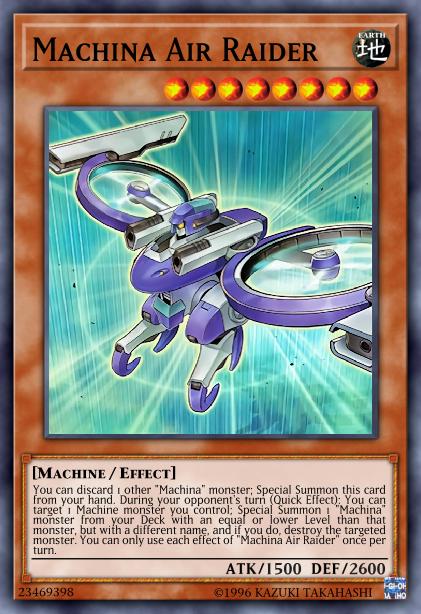 MACHINA AIR RAIDER
EARTH
地
[MACHINE / EFFECT]
You can discard 1 other "Machina" monster; Special Summon this card
from your hand. During your opponent's turn (Quick Effect): You can
target 1 Machine monster you control; Special Summon 1 "Machina"
monster from your Deck with an equal or lower Level than that
monster, but with a different name, and if you do, destroy the targeted
monster. You can only use each effect of "Machina Air Raider" once per
turn.
ATK/1500 DEF/2600
23469398
©1996 KAZUKI TAKAHASHI